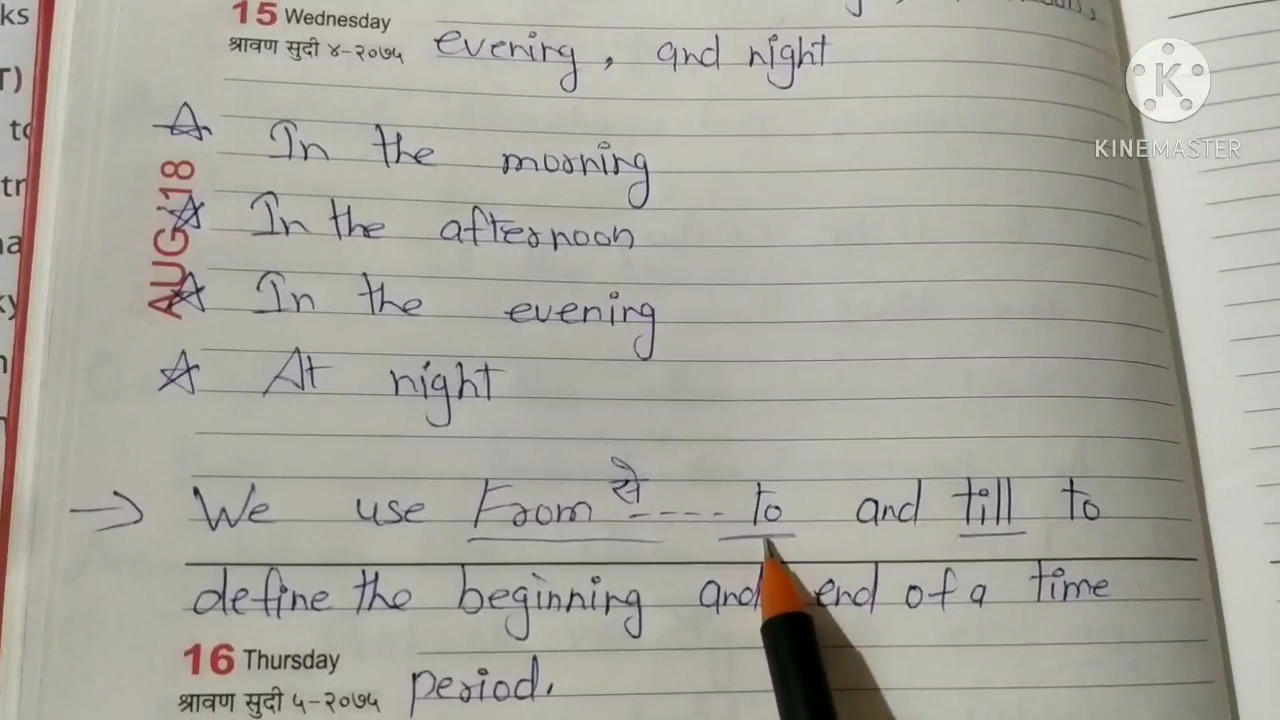 15 Wednesday
श्रावण सुदी ४-२०७५
evening, and night
KINEMASTER
AUG '18
In the morning
In the afternoon
In the evening
At night
→ We use From से ---- to and till to
define the beginning and end of a time
16 Thursday
श्रावण सुदी ५-२०७५
period.